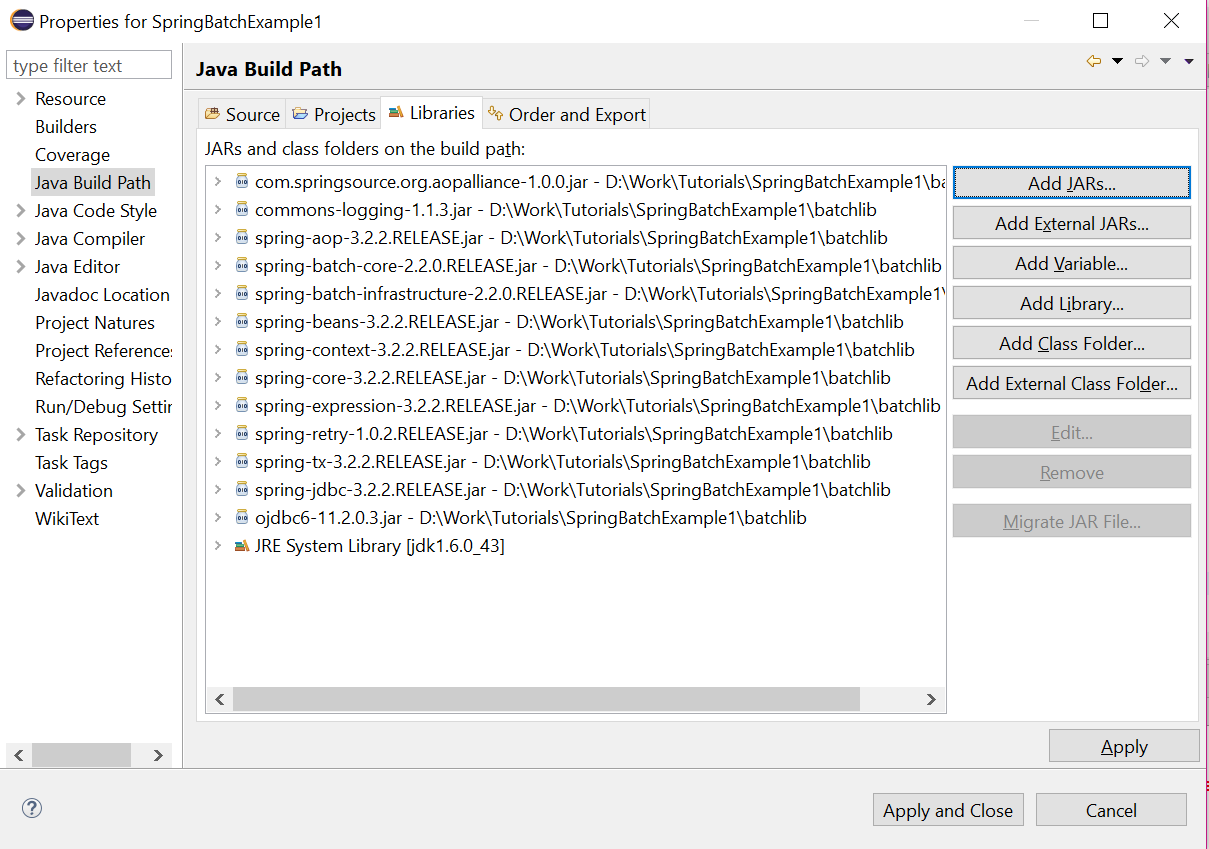 Properties for SpringBatchExample1
type filter text
Resource
Builders
Coverage
Java Build Path
Java Code Style
Java Compiler
Java Editor
Javadoc Location
Project Natures
Project References
Refactoring Histo
Run/Debug Settin
Task Repository
Task Tags
Validation
WikiText
Java Build Path
Source Projects Libraries Order and Export
JARs and class folders on the build path:
com.springsource.org.aopalliance-1.0.0.jar - D:\Work\Tutorials\SpringBatchExample1\ba
commons-logging-1.1.3.jar - D:\Work\Tutorials\SpringBatchExample1\batchlib
spring-aop-3.2.2.RELEASE.jar - D:\Work\Tutorials\SpringBatchExample1\batchlib
spring-batch-core-2.2.0.RELEASE.jar - D:\Work\Tutorials\SpringBatchExample1\batchlib
spring-batch-infrastructure-2.2.0.RELEASE.jar - D:\Work\Tutorials\SpringBatchExample1\
spring-beans-3.2.2.RELEASE.jar - D:\Work\Tutorials\SpringBatchExample1\batchlib
spring-context-3.2.2.RELEASE.jar - D:\Work\Tutorials\SpringBatchExample1\batchlib
spring-core-3.2.2.RELEASE.jar - D:\Work\Tutorials\SpringBatchExample1\batchlib
spring-expression-3.2.2.RELEASE.jar - D:\Work\Tutorials\SpringBatchExample1\batchlib
spring-retry-1.0.2.RELEASE.jar - D:\Work\Tutorials\SpringBatchExample1\batchlib
spring-tx-3.2.2.RELEASE.jar - D:\Work\Tutorials\SpringBatchExample1\batchlib
spring-jdbc-3.2.2.RELEASE.jar - D:\Work\Tutorials\SpringBatchExample1\batchlib
ojdbc6-11.2.0.3.jar - D:\Work\Tutorials\SpringBatchExample1\batchlib
JRE System Library [jdk1.6.0_43]
Add JARs...
Add External JARs...
Add Variable...
Add Library...
Add Class Folder...
Add External Class Folder...
Edit...
Remove
Migrate JAR File...
Apply
?
Apply and Close
Cancel